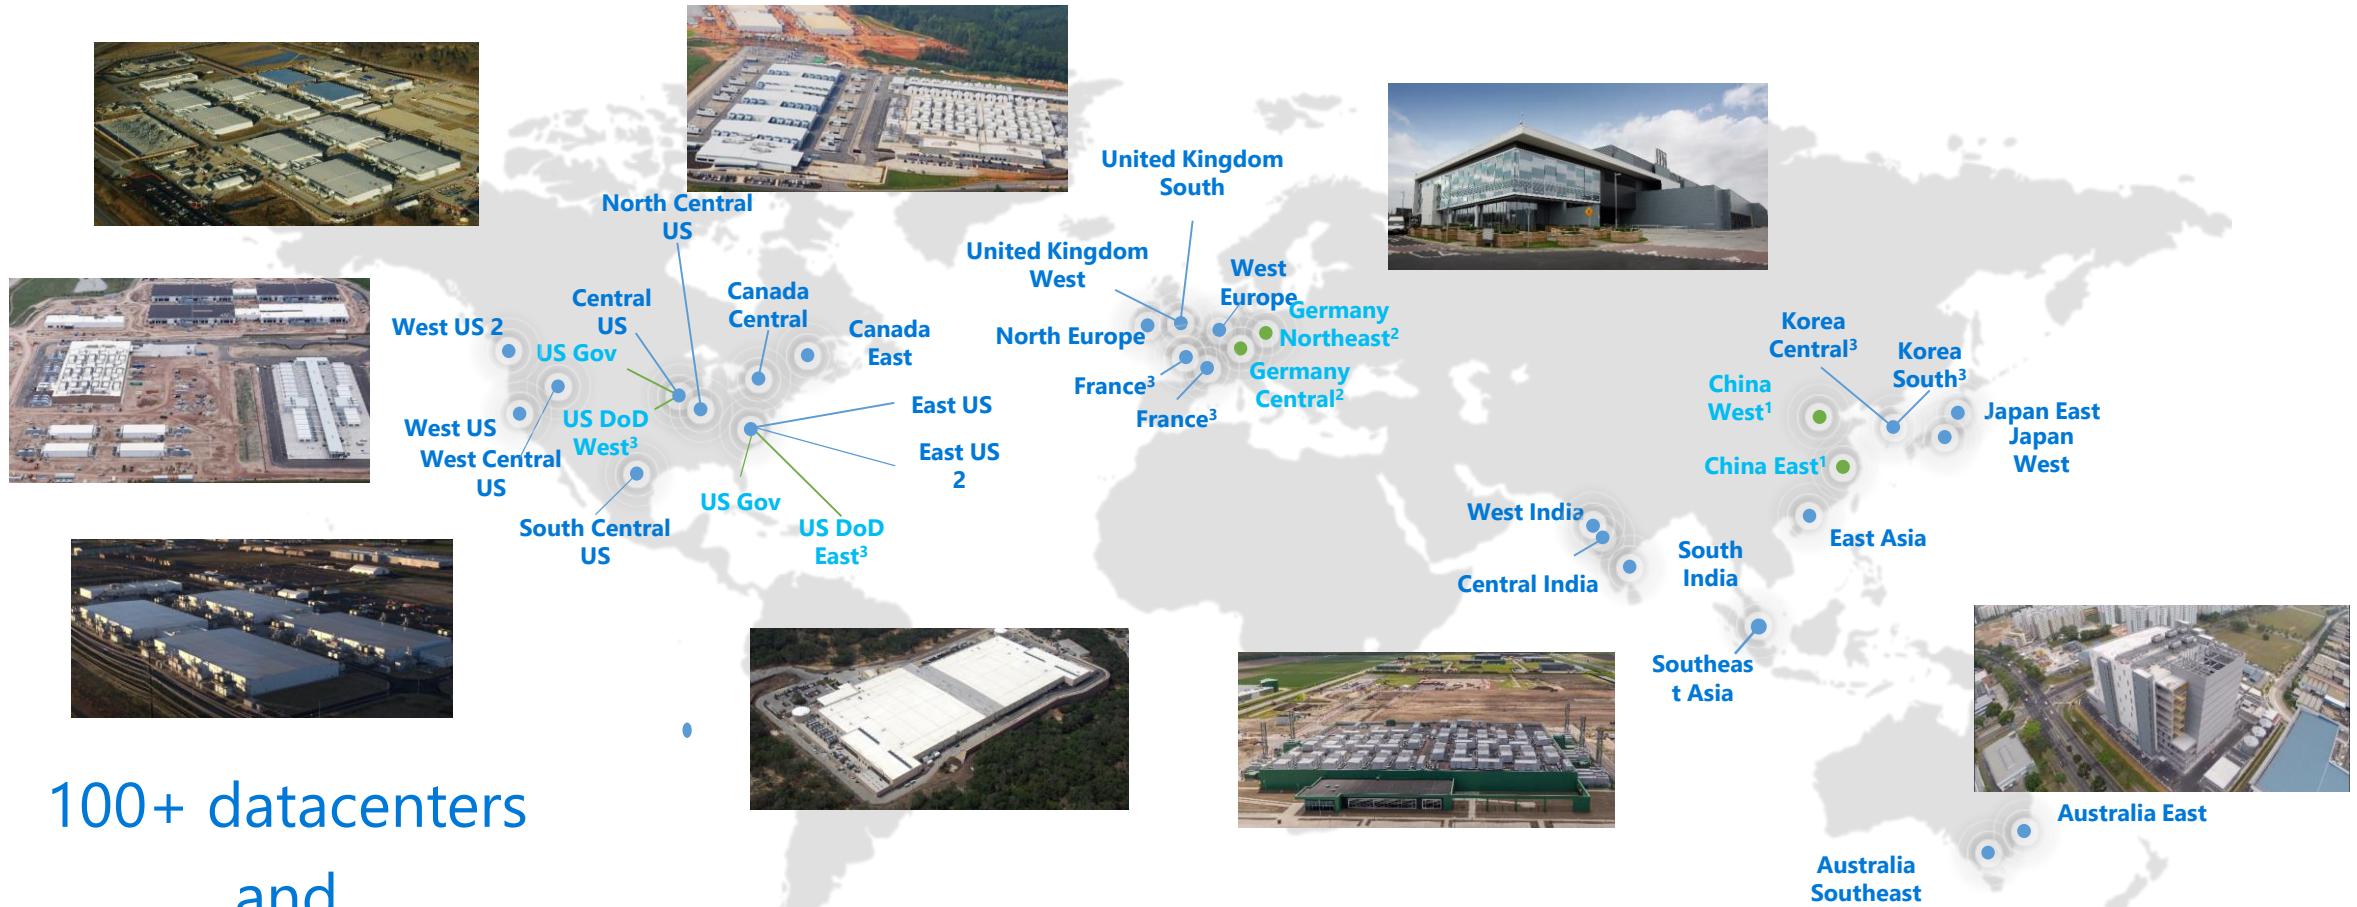 United Kingdom
South
North Central
US
United Kingdom
West
West
Europe
Germany
Northeast²
Central
US
Canada
Central
West US 2
US Gov
Canada
East
North Europe
Korea
Central³
Korea
South³
France³
Germany
Central²
China
West¹
France³
East US
US DoD
West³
West US
West Central
US
East US
2
Japan East
Japan
West
China East¹
US Gov
South Central
US
US DoD
East³
West India
Central India
South
India
East Asia
Southeas
t Asia
100+ datacenters
and
Australia East
Australia
Southeast